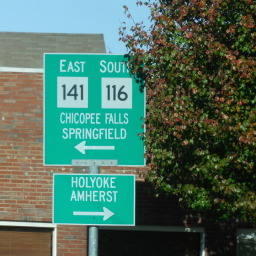 EAST SOUTH
141 116
CHICOPEE FALLS
SPRINGFIELD
HOLYOKE
AMHERST